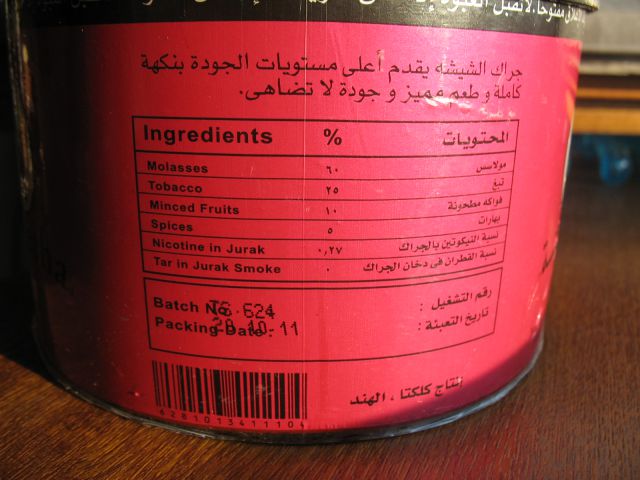 جراك الشيشه يقدم أعلى مستويات الجودة بنكهة
كاملة و طعم مميز و جودة لا تضاهى.
Ingredients % المحتويات
Molasses ٦٠ مولاسس
Tobacco ٢٥ تبغ
Minced Fruits ١٠ فواكه مطحونة
Spices ٥ بهارات
Nicotine in Jurak ٠,٢٧ نسبة النيكوتين بالجراك
Tar in Jurak Smoke ٠ نسبة القطران فى دخان الجراك
Batch No. TS 624 رقم التشغيل :
Packing Date : 28 10 11 تاريخ التعبئة :
إنتاج كلكتا ، الهند
6281013411104